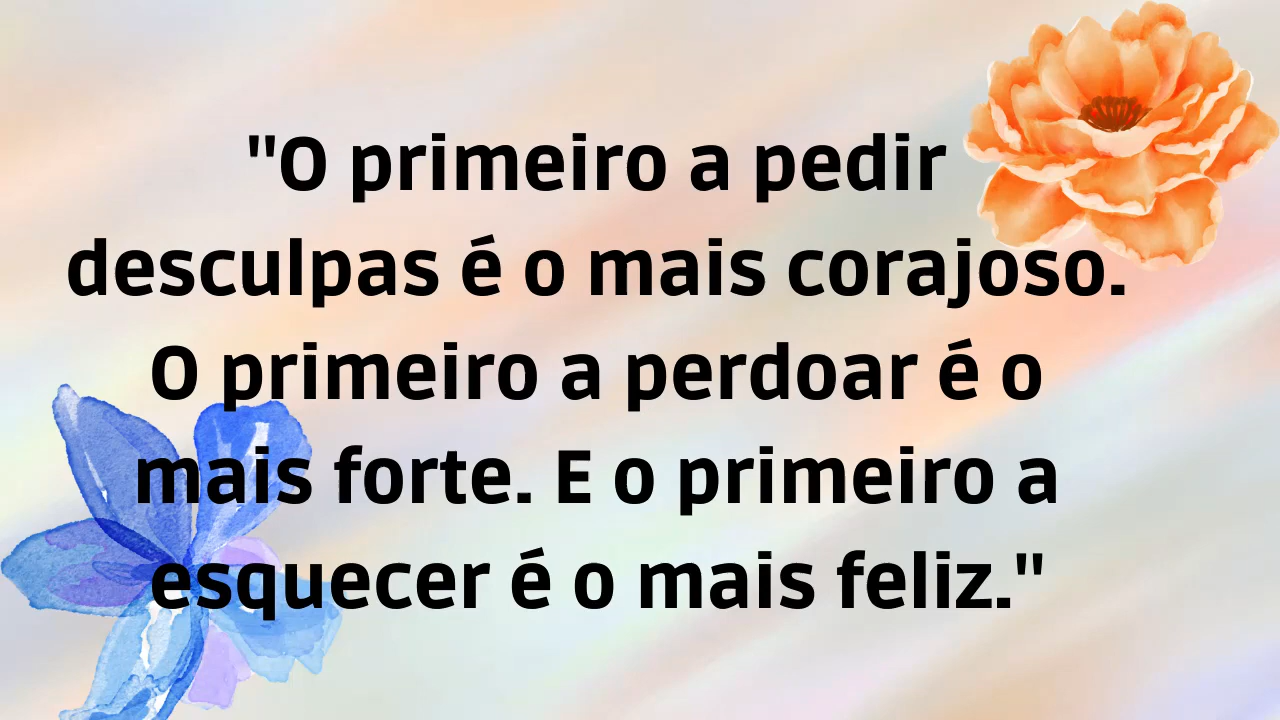 "O primeiro a pedir
desculpas é o mais corajoso.
O primeiro a perdoar é o
mais forte. E o primeiro a
esquecer é o mais feliz."